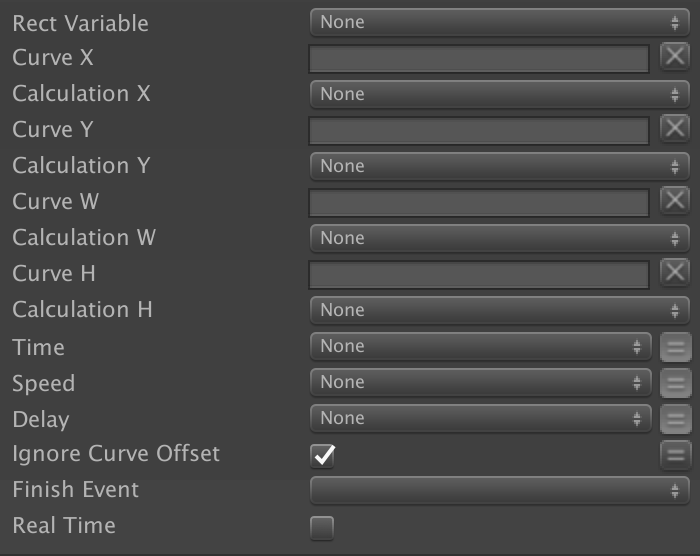 Rect Variable None
Curve X
Calculation X None
Curve Y
Calculation Y None
Curve W
Calculation W None
Curve H
Calculation H None
Time None
Speed None
Delay None
Ignore Curve Offset
Finish Event
Real Time